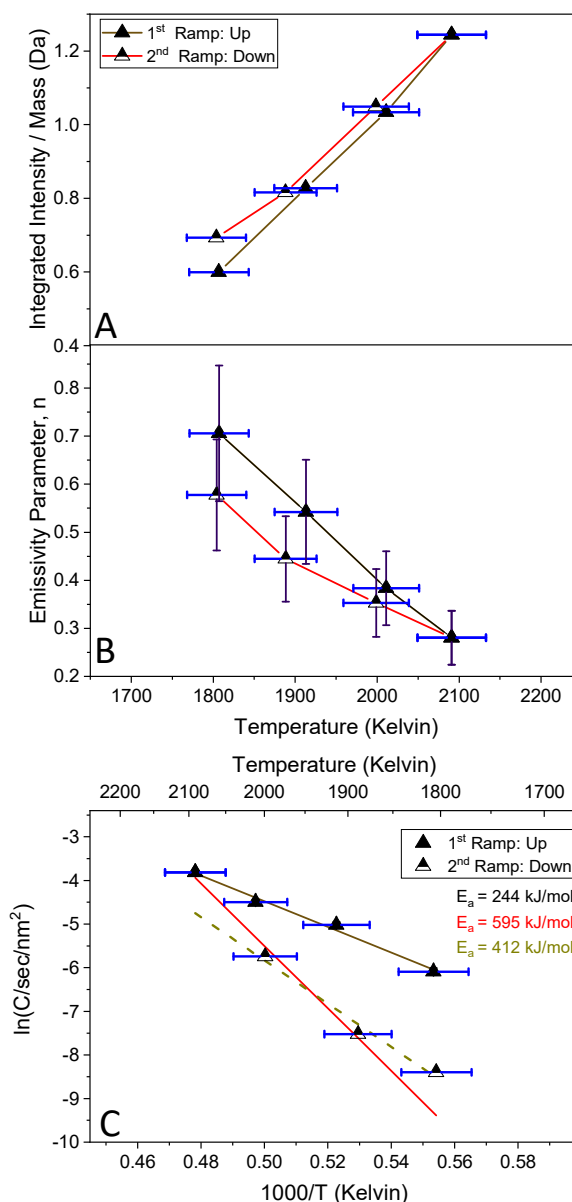 A
1st Ramp: Up
2nd Ramp: Down
Integrated Intensity / Mass (Da)
1.2
1.0
0.8
0.6
0.4
B
Emissivity Parameter, n
0.8
0.7
0.5
0.4
0.3
0.2
1700 1800 1900 2000 2100 2200
Temperature (Kelvin)
Temperature (Kelvin)
2200 2100 2000 1900 1800 1700
1st Ramp: Up
2nd Ramp: Down
Ea = 244 kJ/mol
Ea = 595 kJ/mol
Ea = 412 kJ/mol
ln(C/sec/nm2)
-3
-4
-5
-6
-7
-8
-9
-10
C
0.46 0.48 0.50 0.52 0.54 0.56 0.58
1000/T (Kelvin)